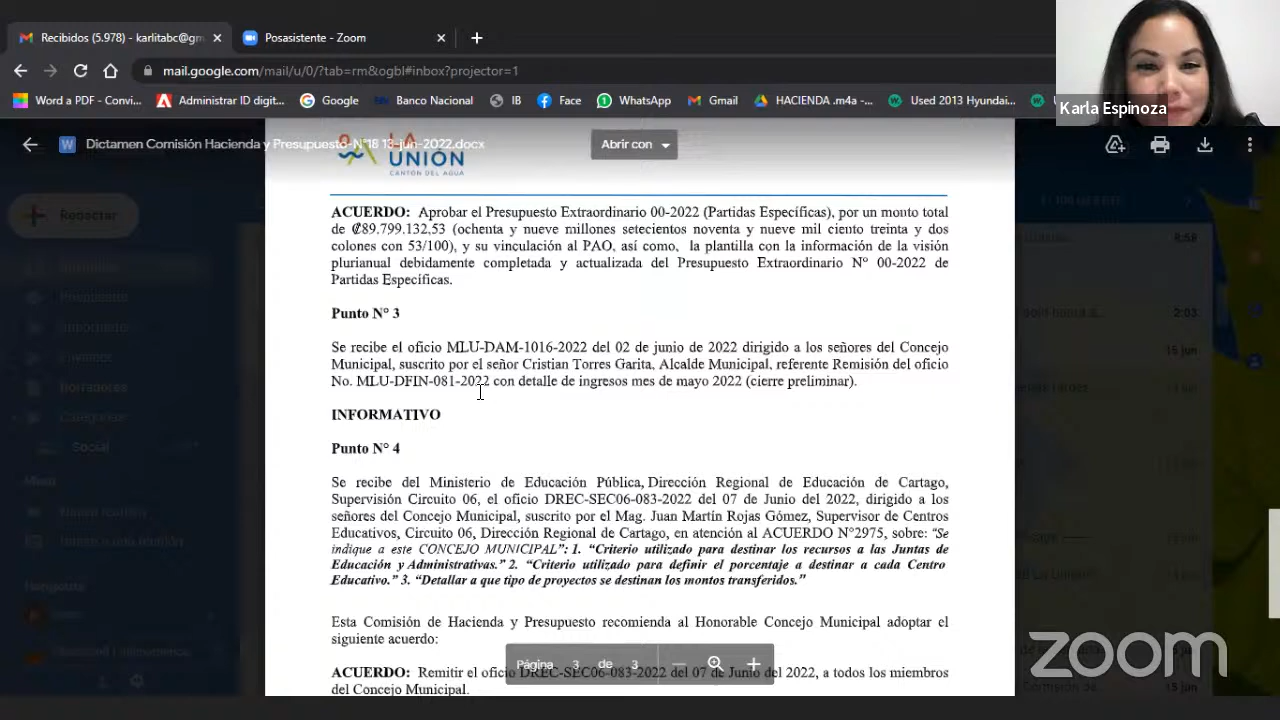 Recibidos (5.978) - karlitabc@gm
Posasistente - Zoom
mail.google.com/mail/u/0/?tab=rm&ogbl#inbox?projector=1
Word a PDF - Convi...
Administrar ID digit...
Google
Banco Nacional
IB
Face
WhatsApp
Gmail
HACIENDA .m4a -...
Used 2013 Hyundai...
Karla Espinoza
Dictamen Comisión Hacienda y Presupuesto-N°18 13-jun-2022.docx
Abrir con
LA
UNIÓN
CANTÓN DEL AGUA
Redactar
ACUERDO: Aprobar el Presupuesto Extraordinario 00-2022 (Partidas Específicas), por un monto total
de ₡89.799.132,53 (ochenta y nueve millones setecientos noventa y nueve mil ciento treinta y dos
colones con 53/100), y su vinculación al PAO, así como, la plantilla con la información de la visión
plurianual debidamente completada y actualizada del Presupuesto Extraordinario N° 00-2022 de
Partidas Específicas.
8:58
Punto N° 3
2:03
Se recibe el oficio MLU-DAM-1016-2022 del 02 de junio de 2022 dirigido a los señores del Concejo
Municipal, suscrito por el señor Cristian Torres Garita, Alcalde Municipal, referente Remisión del oficio
No. MLU-DFIN-081-2022 con detalle de ingresos mes de mayo 2022 (cierre preliminar).
15 jun
INFORMATIVO
Social
Punto N° 4
Se recibe del Ministerio de Educación Pública, Dirección Regional de Educación de Cartago,
Supervisión Circuito 06, el oficio DREC-SEC06-083-2022 del 07 de Junio del 2022, dirigido a los
señores del Concejo Municipal, suscrito por el Mag. Juan Martín Rojas Gómez, Supervisor de Centros
Educativos, Circuito 06, Dirección Regional de Cartago, en atención al ACUERDO N°2975, sobre: “Se
indique a este CONCEJO MUNICIPAL”: 1. “Criterio utilizado para destinar los recursos a las Juntas de
Educación y Administrativas.” 2. “Criterio utilizado para definir el porcentaje a destinar a cada Centro
Educativo.” 3. “Detallar a que tipo de proyectos se destinan los montos transferidos.”
Esta Comisión de Hacienda y Presupuesto recomienda al Honorable Concejo Municipal adoptar el
siguiente acuerdo:
Página 3 de 3
ACUERDO: Remitir el oficio DREC-SEC06-083-2022 del 07 de Junio del 2022, a todos los miembros
del Concejo Municipal.
zoom
15 jun